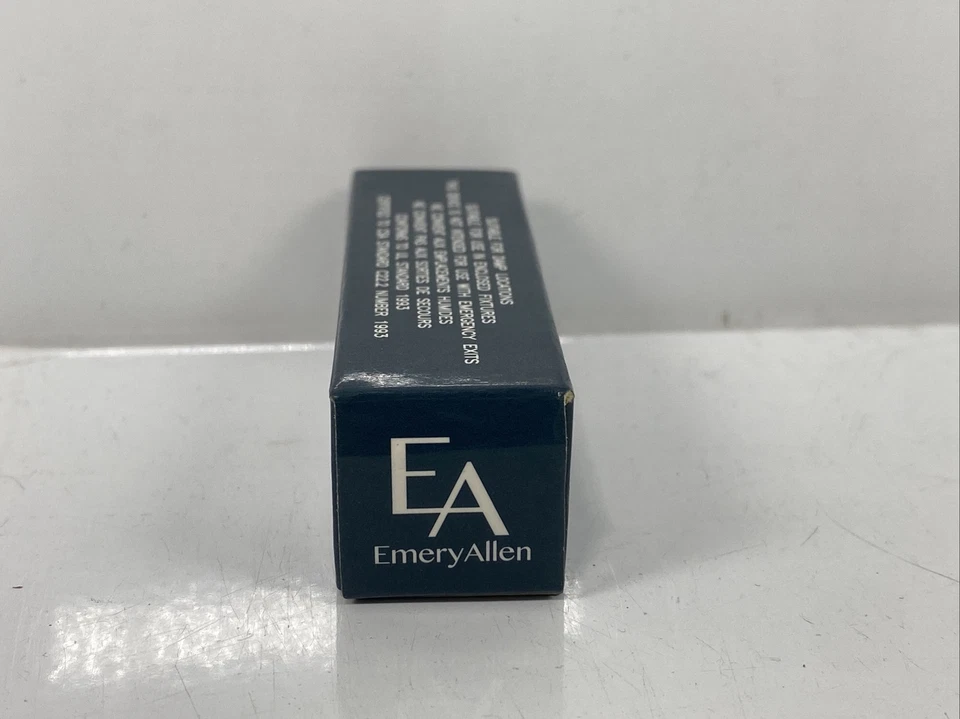 SUITABLE FOR DAMP LOCATIONS
SUITABLE FOR USE IN ENCLOSED FIXTURES
THIS DEVICE IS NOT INTENDED FOR USE WITH EMERGENCY EXITS
NE CONVIENT AUX EMPLACEMENTS HUMIDES
NE CONVIENT PAS AUX SORTIES DE SECOURS
CONFORMS TO UL STANDARD 1993
CERTIFIED TO CSA STANDARD C22.2 NUMBER 1993
EA
EmeryAllen